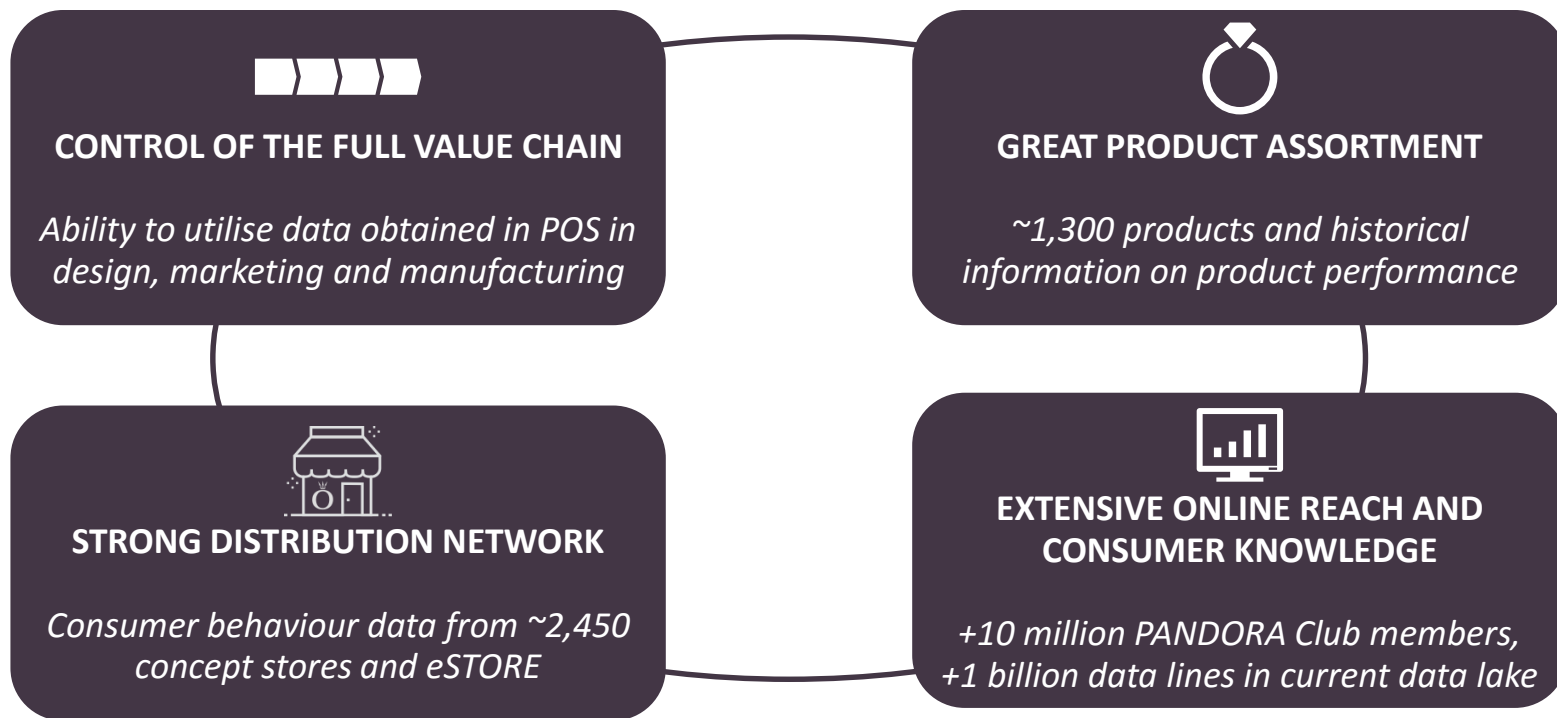 CONTROL OF THE FULL VALUE CHAIN
Ability to utilise data obtained in POS in
design, marketing and manufacturing
GREAT PRODUCT ASSORTMENT
~1,300 products and historical
information on product performance
STRONG DISTRIBUTION NETWORK
Consumer behaviour data from ~2,450
concept stores and eSTORE
EXTENSIVE ONLINE REACH AND
CONSUMER KNOWLEDGE
+10 million PANDORA Club members,
+1 billion data lines in current data lake